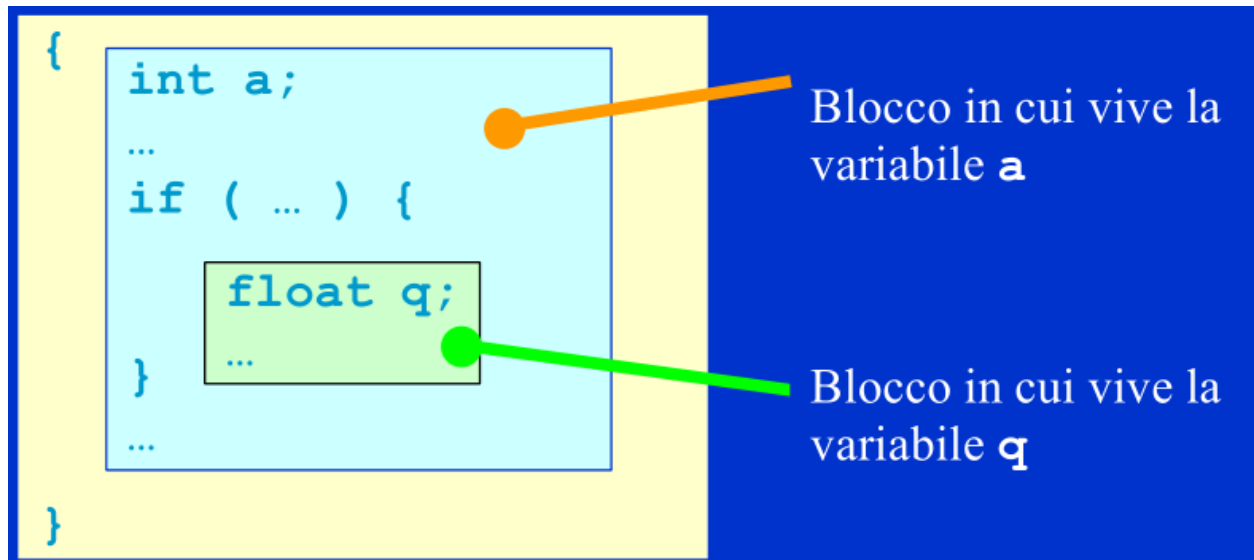 {
int a;
…
if ( … ) {
float q;
…
}
…
}
Blocco in cui vive la
variabile a
Blocco in cui vive la
variabile q